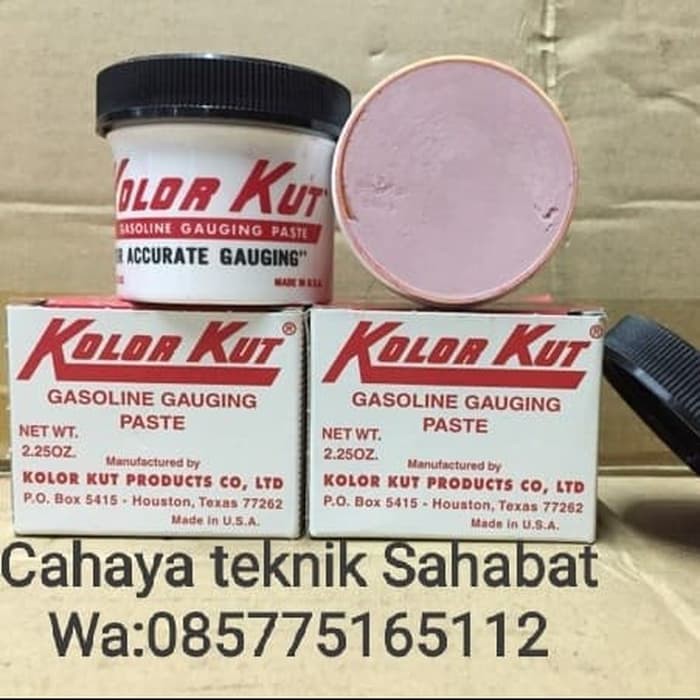 KOLOR KUT
GASOLINE GAUGING PASTE
ACCURATE GAUGING"
MADE IN U.S.A.
KOLOR KUT®
GASOLINE GAUGING
PASTE
NET WT.
2.25OZ.
Manufactured by
KOLOR KUT PRODUCTS CO, LTD
P.O. Box 5415 - Houston, Texas 77262
Made in U.S.A.
KOLOR KUT®
GASOLINE GAUGING
PASTE
NET WT.
2.25OZ.
Manufactured by
KOLOR KUT PRODUCTS CO, LTD
P.O. Box 5415 - Houston, Texas 77262
Made in U.S.A.
Cahaya teknik Sahabat
Wa:085775165112